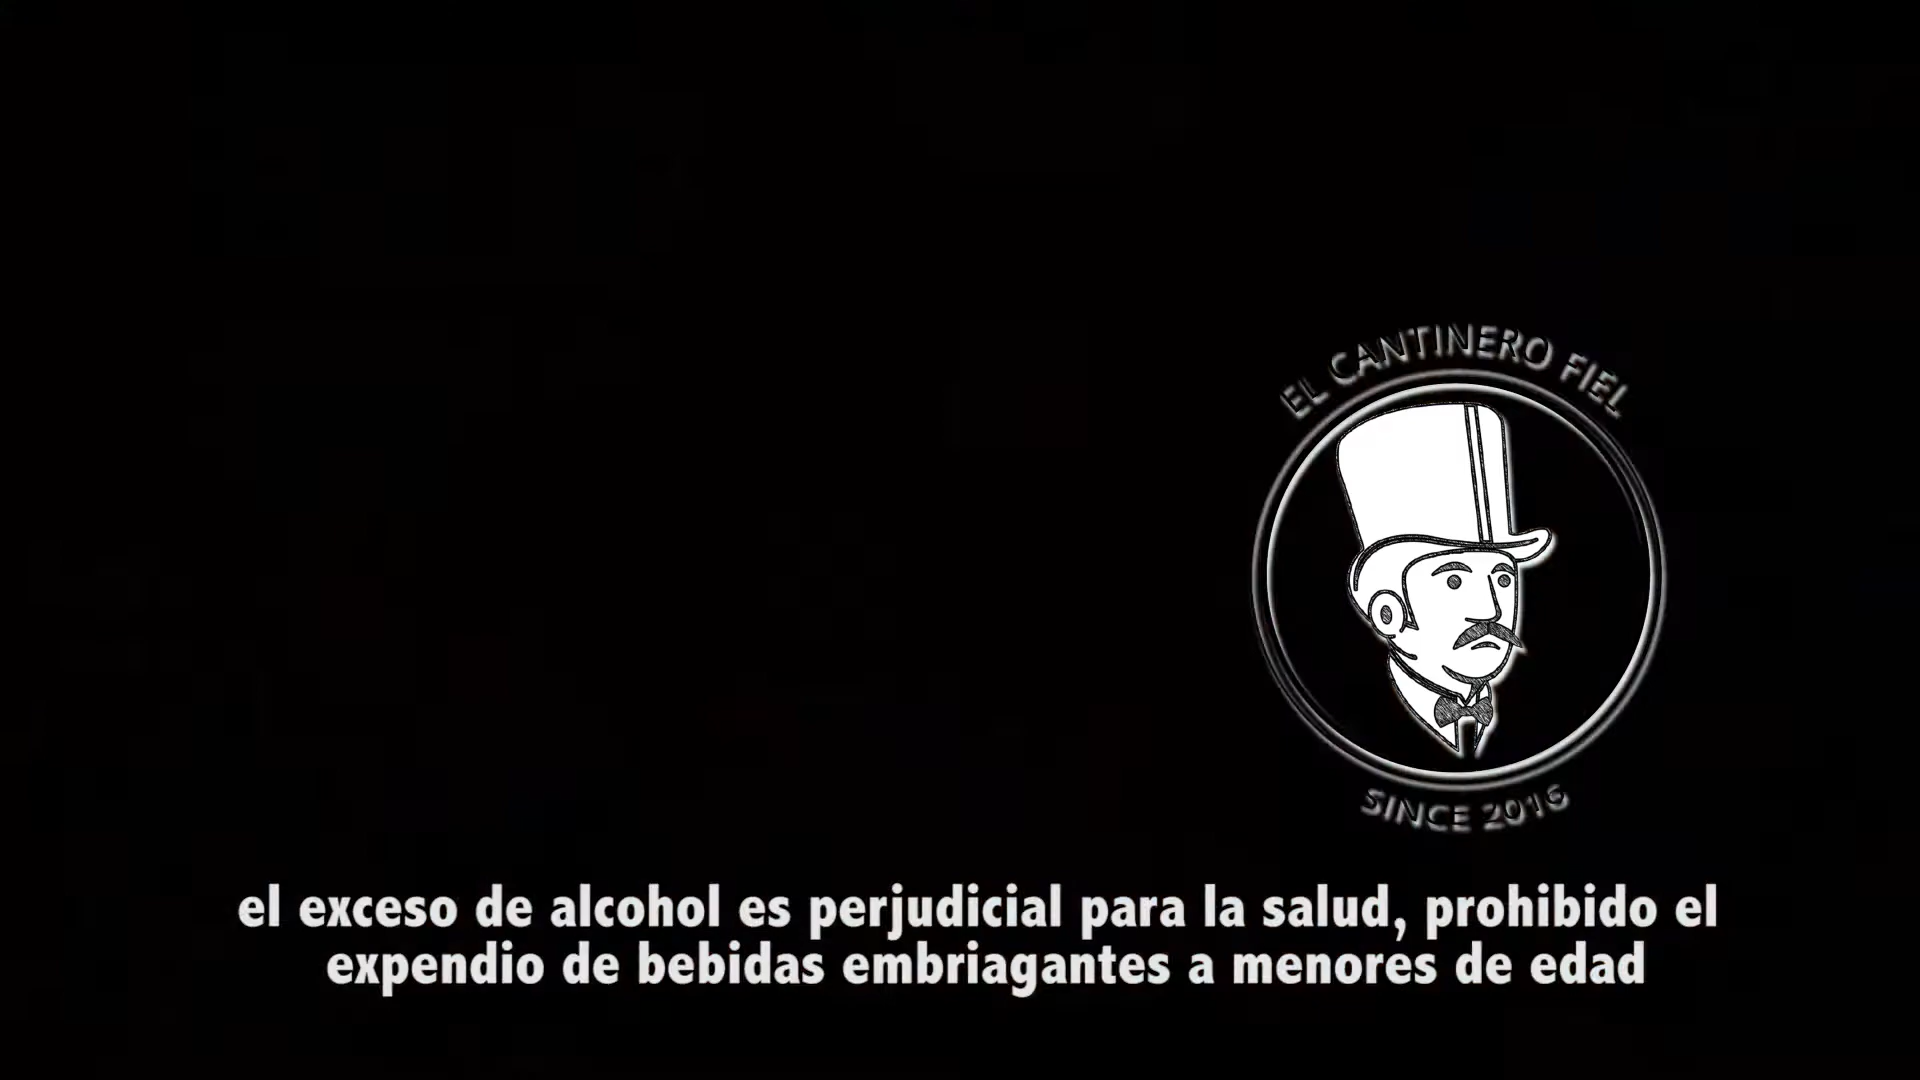 EL CANTINERO FIEL
SINCE 2016
el exceso de alcohol es perjudicial para la salud, prohibido el
expendio de bebidas embriagantes a menores de edad